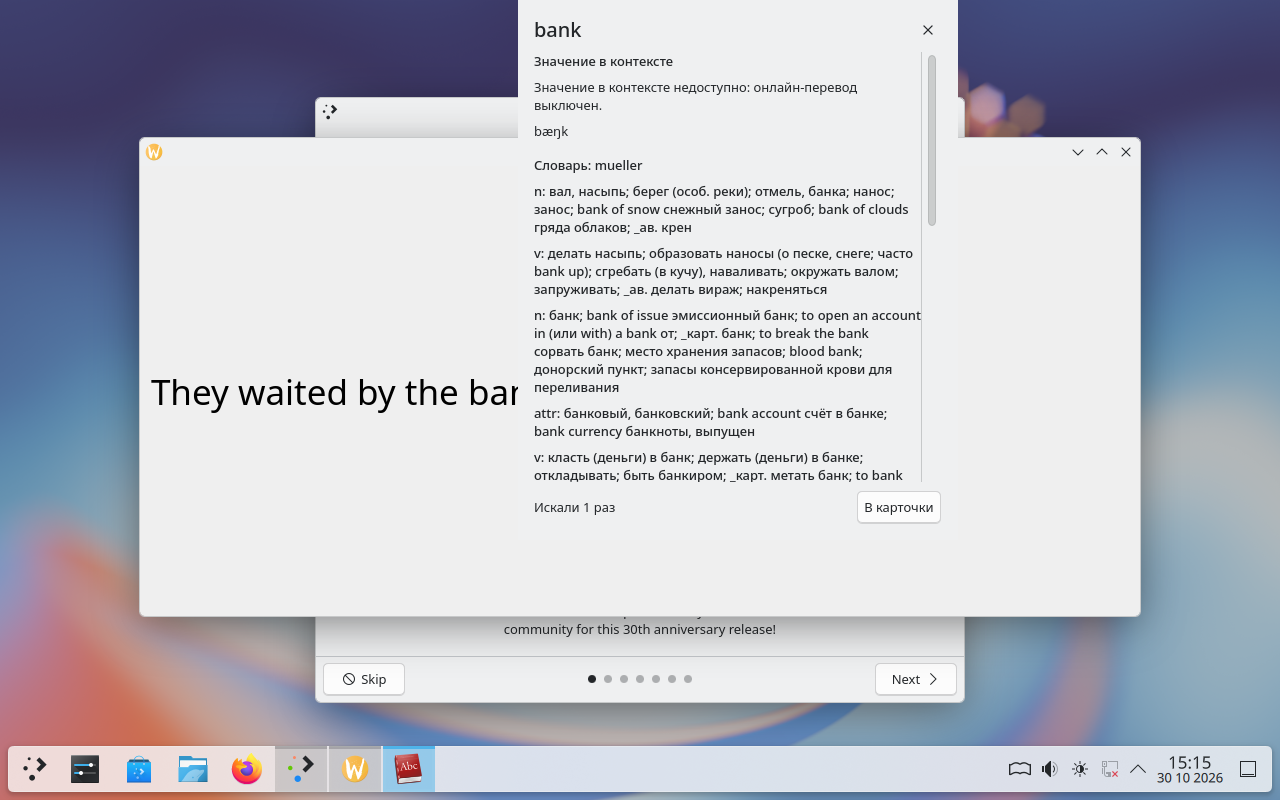 bank
Значение в контексте
Значение в контексте недоступно: онлайн-перевод
выключен.
bæŋk
Словарь: mueller
n: вал, насыпь; берег (особ. реки); отмель, банка; нанос;
занос; bank of snow снежный занос; сугроб; bank of clouds
гряда облаков; _ав. крен
v: делать насыпь; образовать наносы (о песке, снеге; часто
bank up); сгребать (в кучу), наваливать; окружать валом;
запруживать; _ав. делать вираж; накреняться
n: банк; bank of issue эмиссионный банк; to open an account
in (или with) a bank от; _карт. банк; to break the bank
сорвать банк; место хранения запасов; blood bank;
донорский пункт; запасы консервированной крови для
переливания
attr: банковый, банковский; bank account счёт в банке;
bank currency банкноты, выпущен
v: класть (деньги) в банк; держать (деньги) в банке;
откладывать; быть банкиром; _карт. метать банк; to bank
Искали 1 раз
В карточки
They waited by the
community for this 30th anniversary release!
Skip
Next
Abc
15:15
30 10 2026